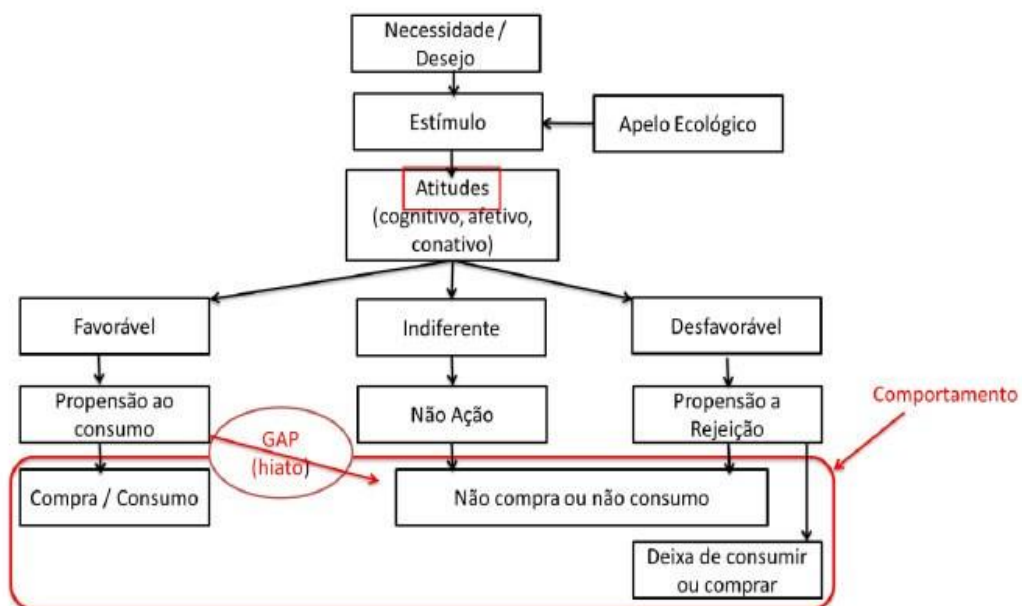 Necessidade /
Desejo
Estímulo
Apelo Ecológico
Atitudes
(cognitivo, afetivo,
conativo)
Favorável
Indiferente
Desfavorável
Propensão ao
consumo
Não Ação
Propensão a
Rejeição
Comportamento
GAP
(hiato)
Compra / Consumo
Não compra ou não consumo
Deixa de consumir
ou comprar